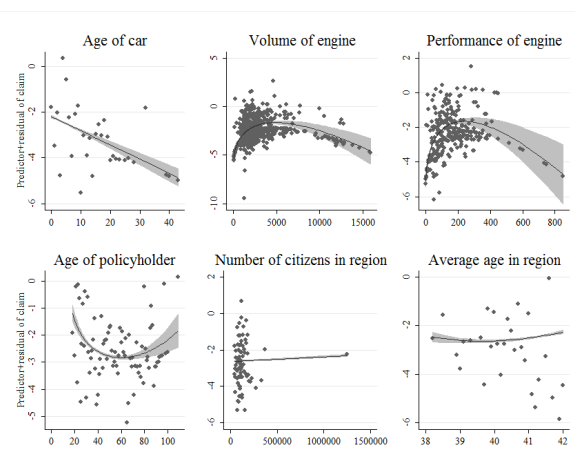 Age of car
Volume of engine
Performance of engine
Predictor+residual of claim
0
-2
-4
-6
0 10 20 30 40
5
0
-5
-10
0 5000 10000 15000
2
0
-2
-4
-6
0 200 400 600 800
Age of policyholder
Number of citizens in region
Average age in region
Predictor+residual of claim
0
-1
-2
-3
-4
-5
0 20 40 60 80 100
2
0
-2
-4
-6
0 500000 1000000 1500000
0
-2
-4
-6
38 39 40 41 42